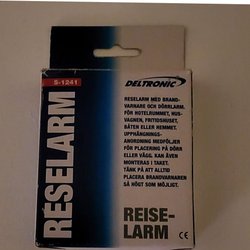 S-1241
RESELARM
DELTRONIC
RESELARM MED BRAND-
VARNARE OCH DÖRRLARM.
FÖR HOTELLRUMMET, HUS-
VAGNEN, FRITIDSHUSET,
BÅTEN ELLER HEMMET.
UPPHÄNGNINGS-
ANORDNING MEDFÖLJER
FÖR PLACERING PÅ DÖRR
ELLER VÄGG. KAN ÄVEN
MONTERAS I TAKET.
TÄNK PÅ ATT ALLTID
PLACERA BRANDVARNAREN
SÅ HÖGT SOM MÖJLIGT.
REISE-
LARM